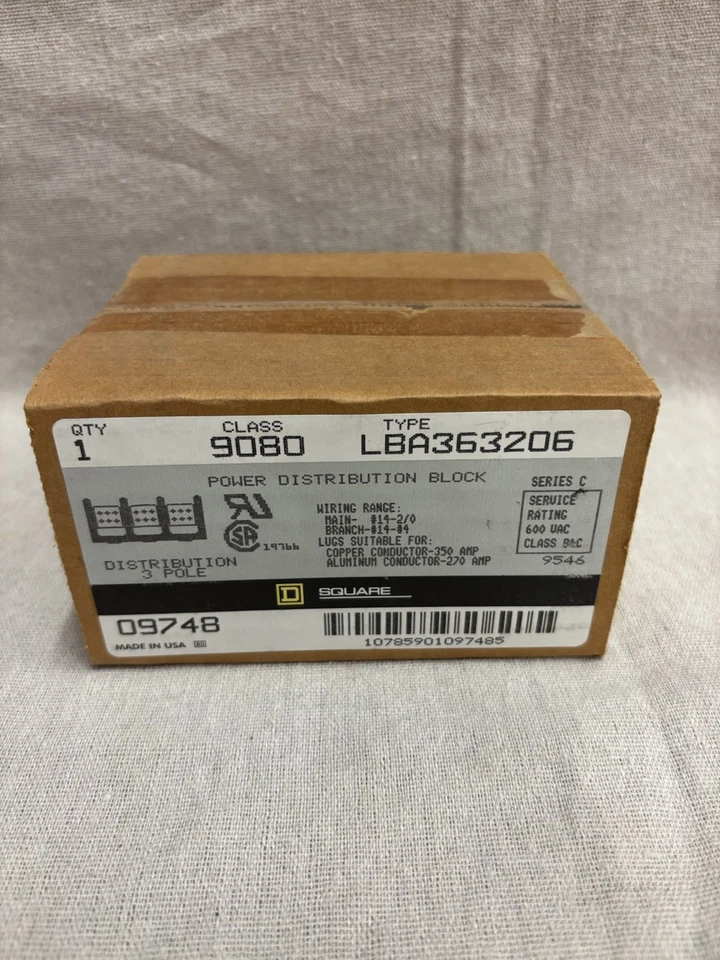 QTY CLASS TYPE
1 9080 LBA363206
POWER DISTRIBUTION BLOCK
SERIES C
SERVICE
RATING
600 VAC
CLASS B&C
9546
WIRING RANGE:
MAIN- #14-2/0
BRANCH-#14-#4
LUGS SUITABLE FOR:
COPPER CONDUCTOR-350 AMP
ALUMINUM CONDUCTOR-270 AMP
RU
SA 19766
DISTRIBUTION
3 POLE
D SQUARE
09748
MADE IN USA
10785901097485